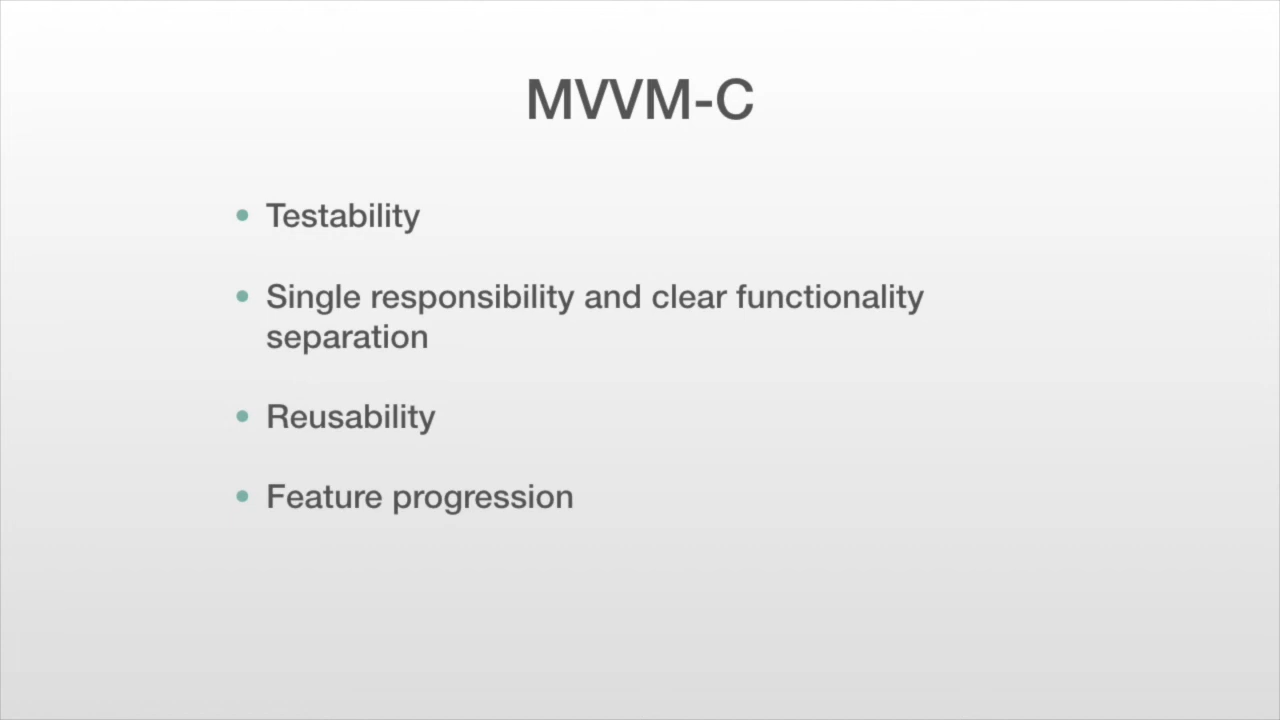 MVVM-C
• Testability
• Single responsibility and clear functionality
separation
• Reusability
• Feature progression